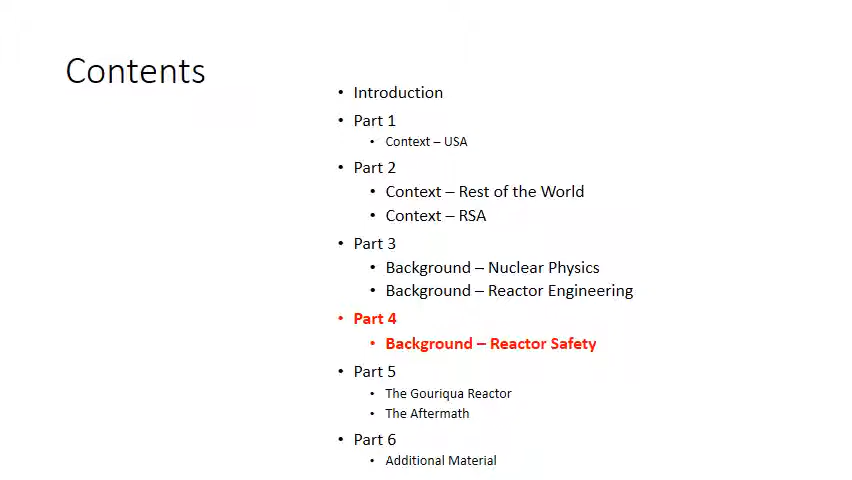 Contents
• Introduction
• Part 1
• Context – USA
• Part 2
• Context – Rest of the World
• Context – RSA
• Part 3
• Background – Nuclear Physics
• Background – Reactor Engineering
• Part 4
• Background – Reactor Safety
• Part 5
• The Gouriqua Reactor
• The Aftermath
• Part 6
• Additional Material